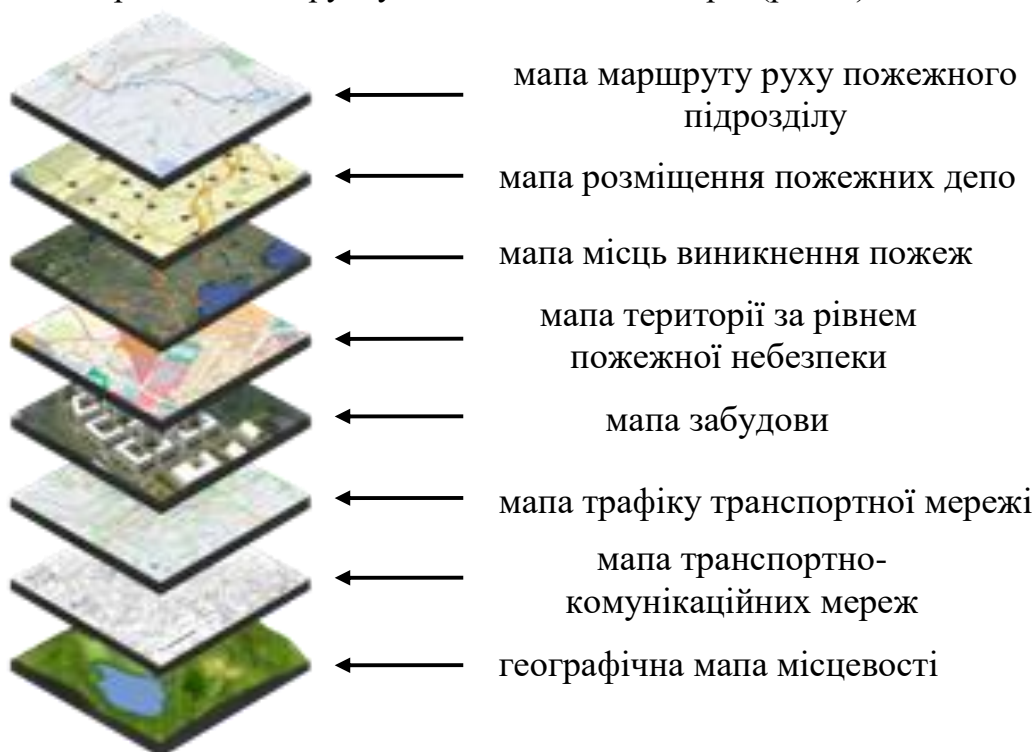 мапа маршруту руху пожежного
підрозділу
мапа розміщення пожежних депо
мапа місць виникнення пожеж
мапа території за рівнем
пожежної небезпеки
мапа забудови
мапа трафіку транспортної мережі
мапа транспортно-
комунікаційних мереж
географічна мапа місцевості